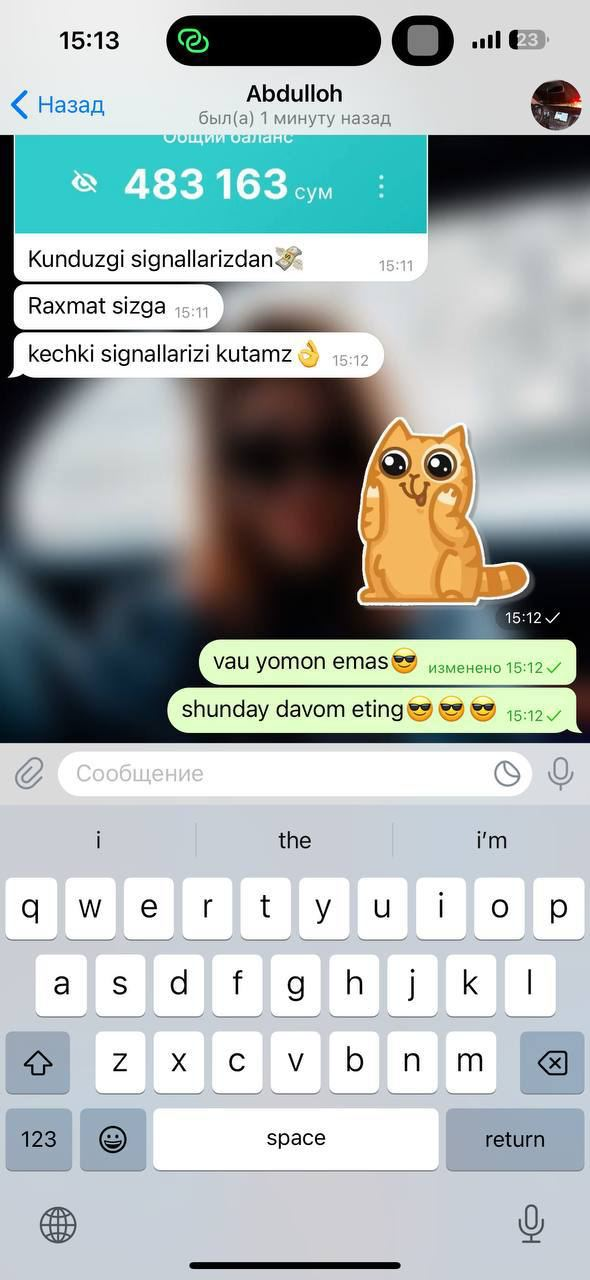 15:13
23
Назад
Abdulloh
был(а) 1 минуту назад
Общий баланс
483 163 сум
Kunduzgi signallarizdan💸 15:11
Raxmat sizga 15:11
kechki signallarizi kutamz👌 15:12
15:12
vau yomon emas😎 изменено 15:12
shunday davom eting😎😎😎 15:12
Сообщение
i the i'm
q w e r t y u i o p
a s d f g h j k l
z x c v b n m
123 space return